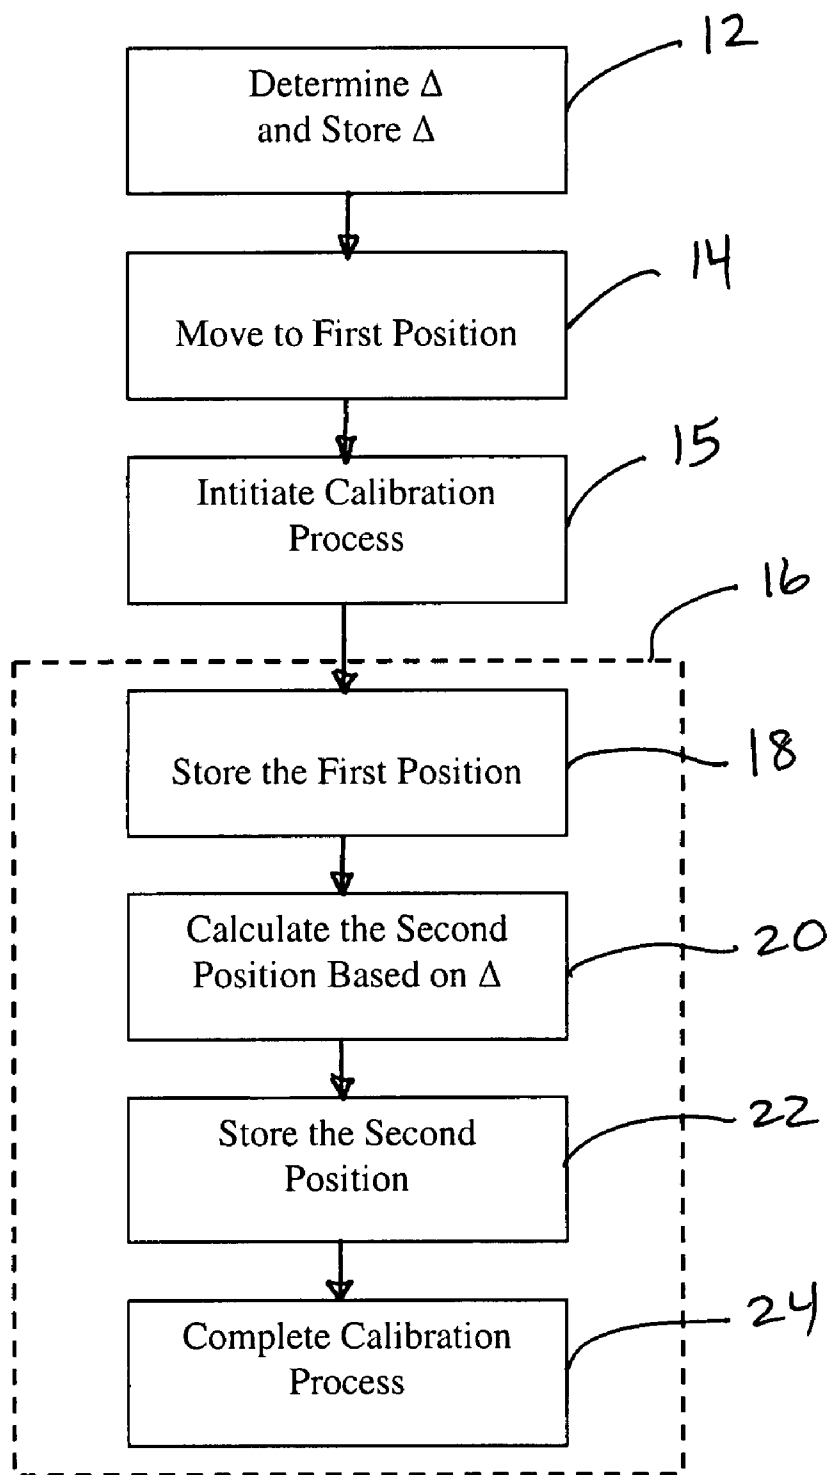 12
Determine Δ
and Store Δ
14
Move to First Position
15
Intitiate Calibration
Process
16
Store the First Position
18
Calculate the Second
Position Based on Δ
20
Store the Second
Position
22
Complete Calibration
Process
24